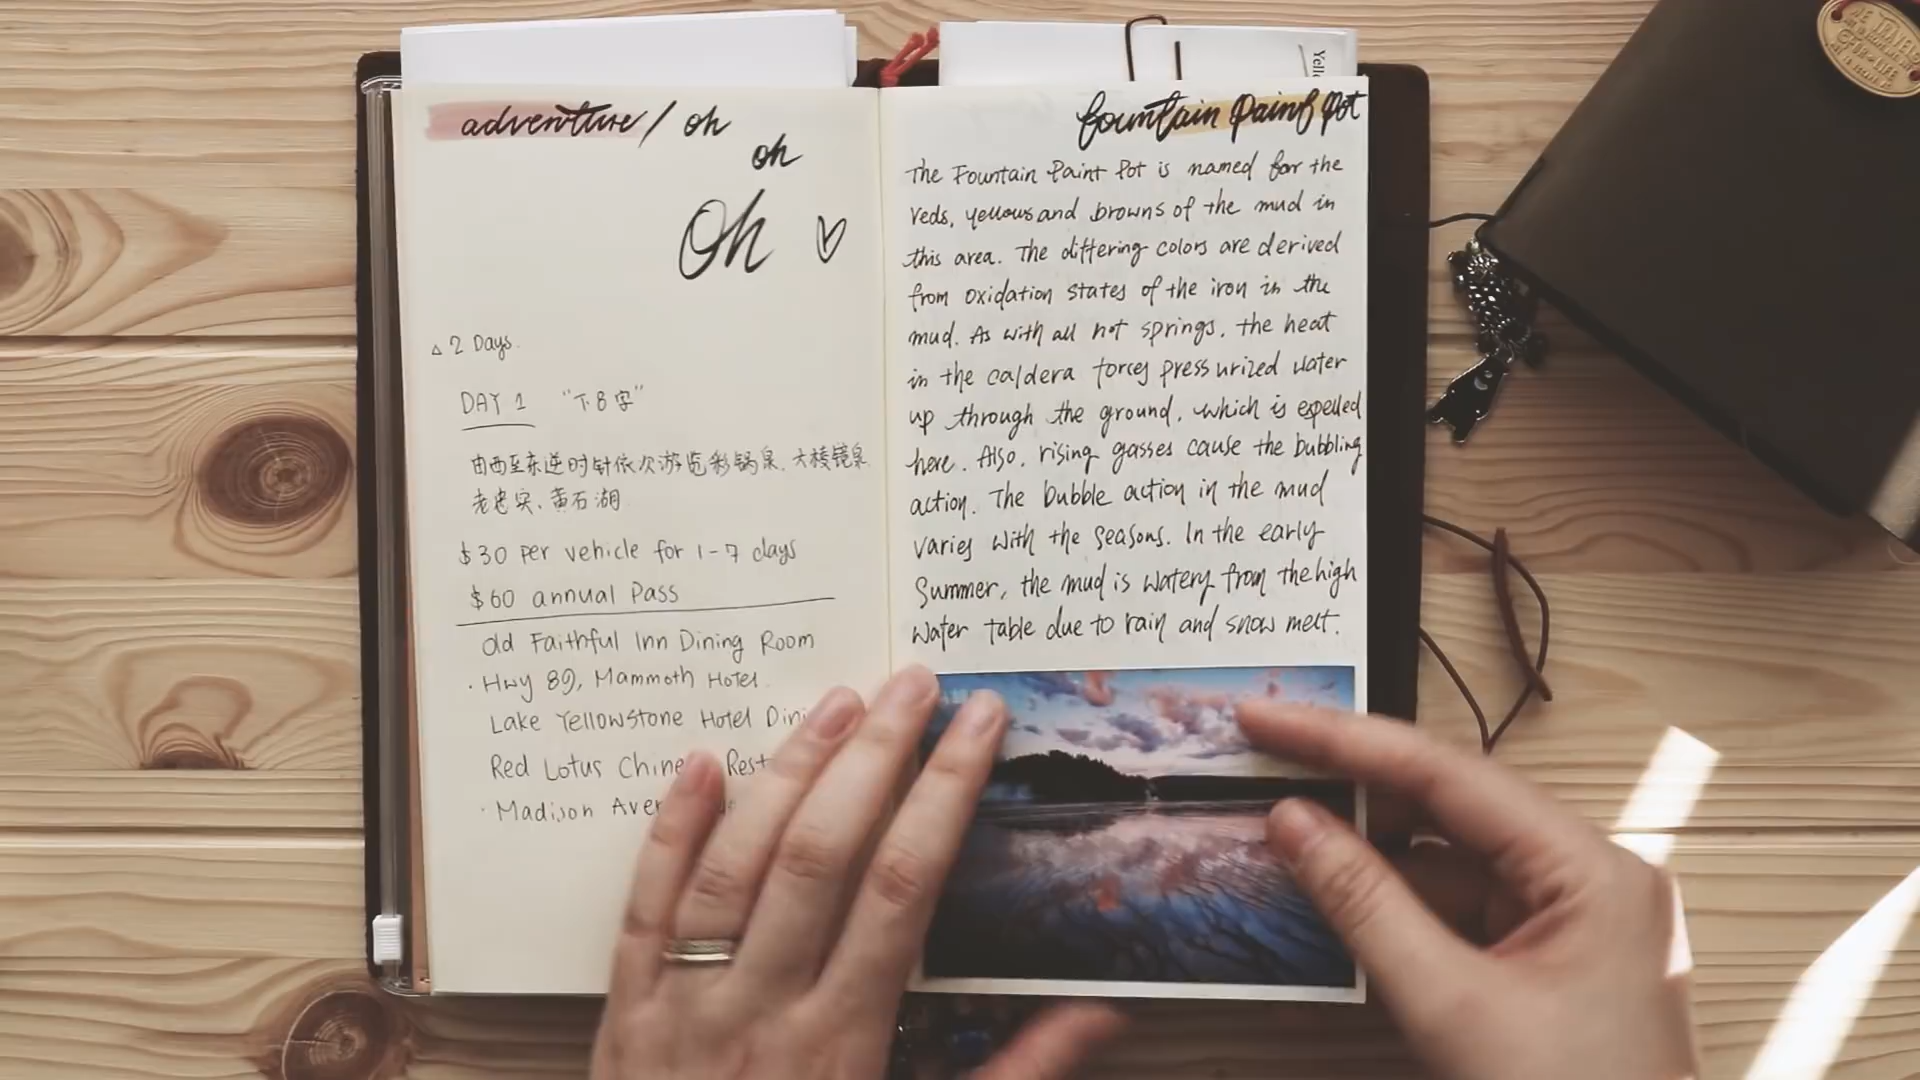 adventure / oh
oh
Oh
△ 2 Days.
DAY 1 "下8字"
由西至东逆时针依次游览彩锅泉、大棱镜泉
老忠实、黄石湖
$30 per vehicle for 1-7 days
$60 annual Pass
Old Faithful Inn Dining Room
· Hwy 89, Mammoth Hotel
Lake Yellowstone Hotel Dini
Red Lotus Chine Rest
· Madison Aven
Yell
fountain paint pot
The Fountain Paint Pot is named for the
reds, yellows and browns of the mud in
this area. The differing colors are derived
from oxidation states of the iron in the
mud. As with all hot springs, the heat
in the caldera forces pressurized water
up through the ground, which is expelled
here. Also, rising gasses cause the bubbling
action. The bubble action in the mud
varies with the seasons. In the early
Summer, the mud is watery from the high
water table due to rain and snow melt.